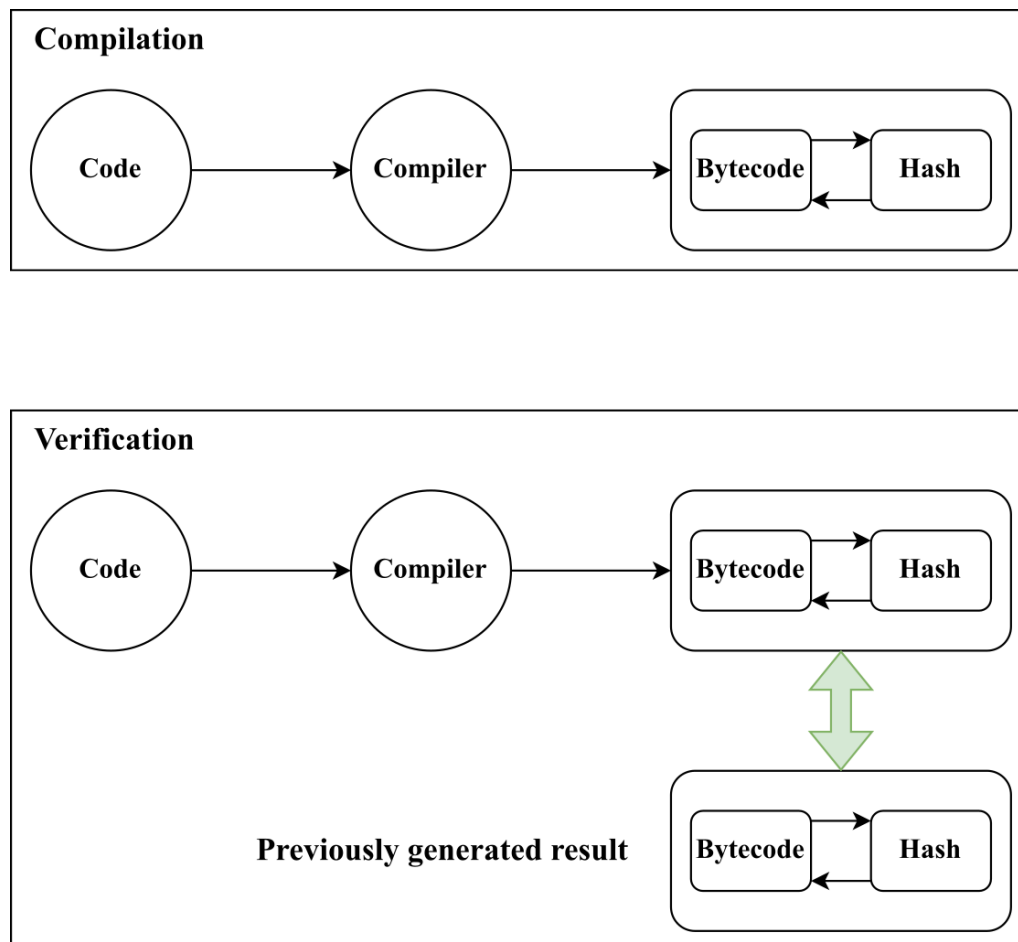 Compilation
Code
Compiler
Bytecode
Hash
Verification
Code
Compiler
Bytecode
Hash
Previously generated result
Bytecode
Hash